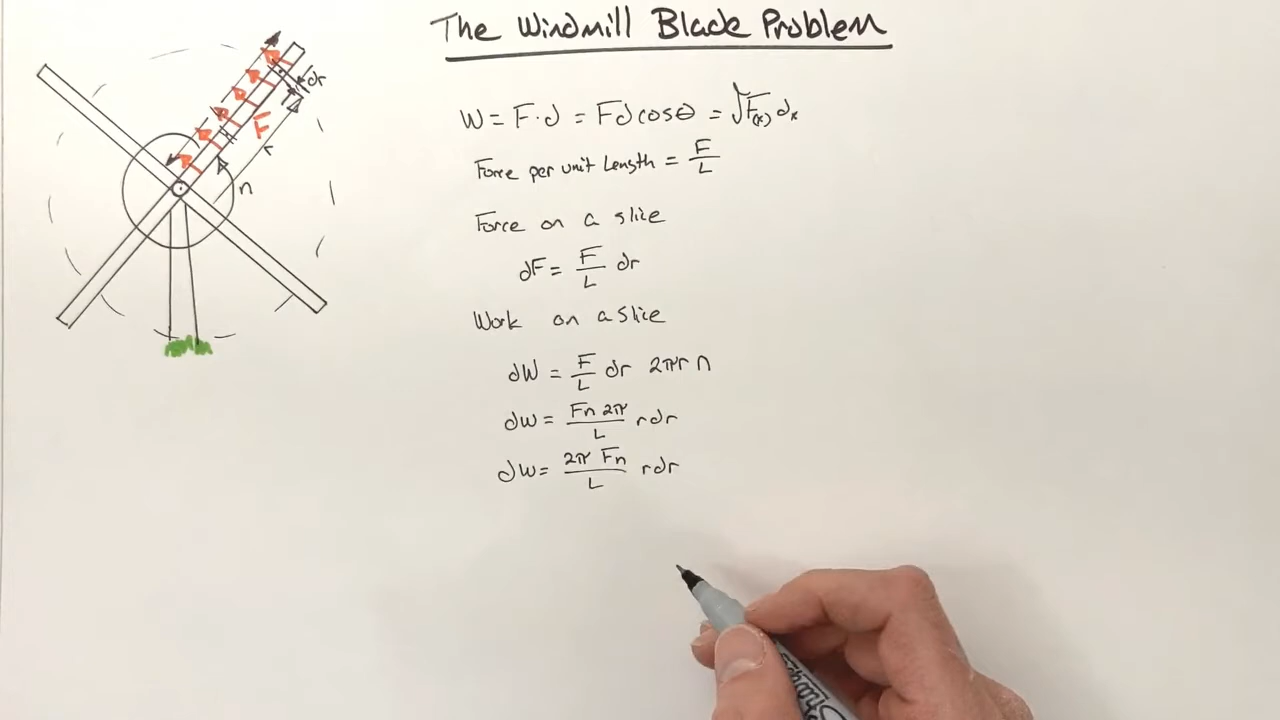 The Windmill Blade Problem
W = F·d = Fd cosθ = ∫F(x) dx
Force per unit Length = F/L
Force on a slice
dF = F/L dr
Work on a slice
dW = F/L dr 2πr n
dW = Fn 2π/L r dr
dW = 2π Fn/L r dr
dr
F
r
n